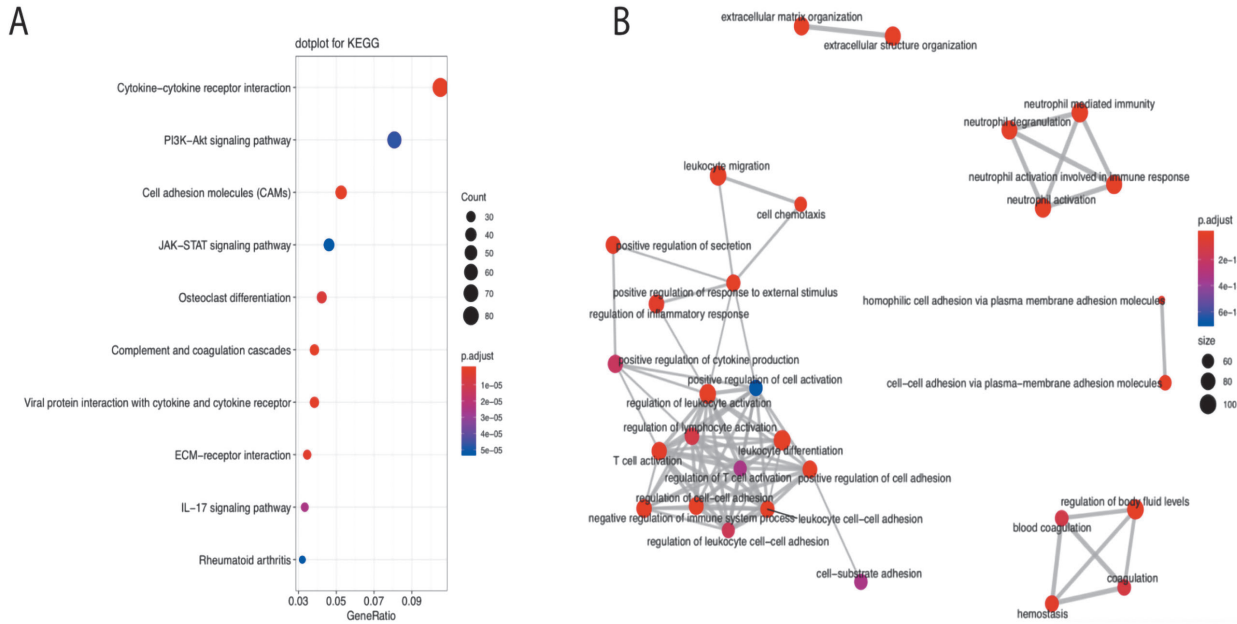 A
dotplot for KEGG
Cytokine−cytokine receptor interaction
PI3K−Akt signaling pathway
Cell adhesion molecules (CAMs)
JAK−STAT signaling pathway
Osteoclast differentiation
Complement and coagulation cascades
Viral protein interaction with cytokine and cytokine receptor
ECM−receptor interaction
IL−17 signaling pathway
Rheumatoid arthritis
0.03 0.05 0.07 0.09
GeneRatio
Count
30
40
50
60
70
80
p.adjust
1e−05
2e−05
3e−05
4e−05
5e−05
B
extracellular matrix organization
extracellular structure organization
neutrophil mediated immunity
neutrophil degranulation
neutrophil activation involved in immune response
neutrophil activation
leukocyte migration
cell chemotaxis
positive regulation of secretion
positive regulation of response to external stimulus
regulation of inflammatory response
positive regulation of cytokine production
positive regulation of cell activation
regulation of leukocyte activation
regulation of lymphocyte activation
leukocyte differentiation
T cell activation
regulation of T cell activation
positive regulation of cell adhesion
regulation of cell−cell adhesion
negative regulation of immune system process
leukocyte cell−cell adhesion
regulation of leukocyte cell−cell adhesion
cell−substrate adhesion
homophilic cell adhesion via plasma membrane adhesion molecules
cell−cell adhesion via plasma−membrane adhesion molecules
regulation of body fluid levels
blood coagulation
coagulation
hemostasis
p.adjust
2e−1
4e−1
6e−1
size
60
80
100